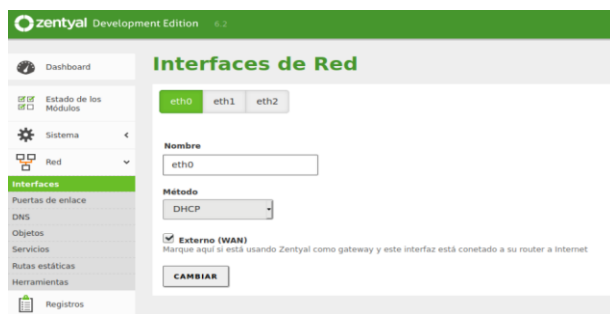 zentyal Development Edition 6.2
Dashboard
Estado de los
Módulos
Sistema
Red
Interfaces
Puertas de enlace
DNS
Objetos
Servicios
Rutas estáticas
Herramientas
Registros
Interfaces de Red
eth0 eth1 eth2
Nombre
eth0
Método
DHCP
Externo (WAN)
Marque aquí si está usando Zentyal como gateway y este interfaz está conetado a su router a Internet
CAMBIAR